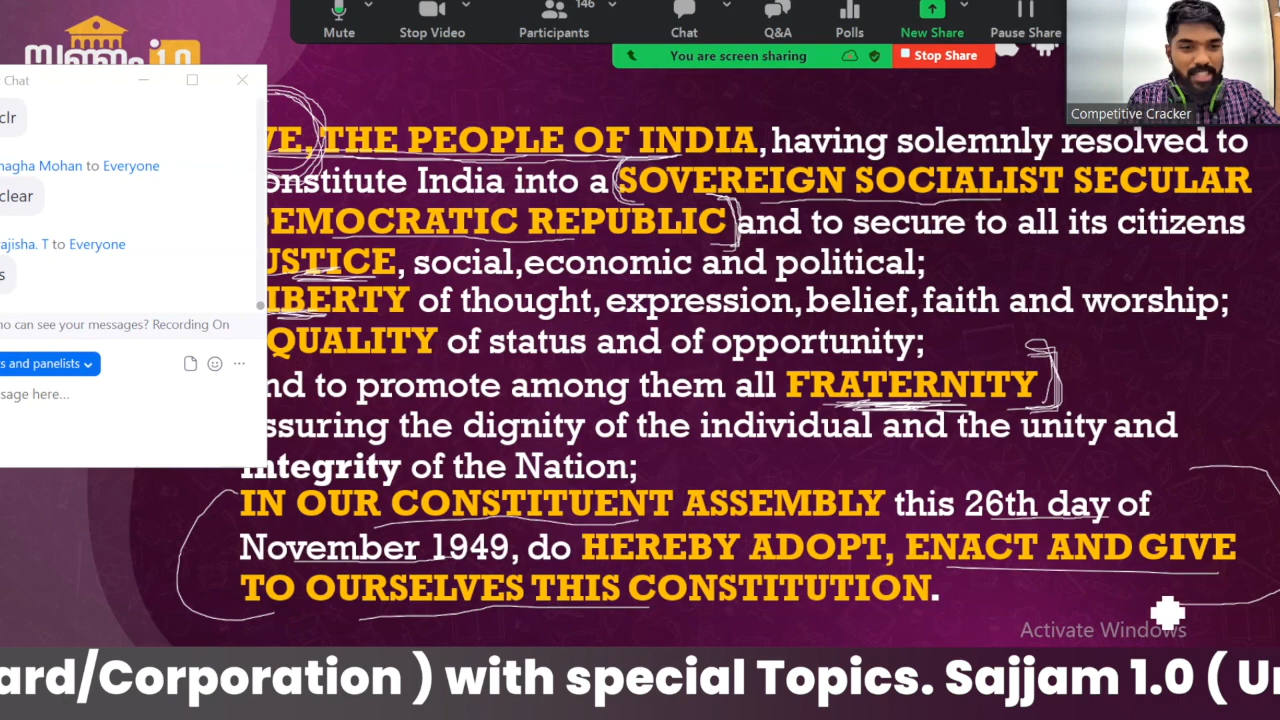 Mute
Stop Video
Participants
146
Chat
Q&A
Polls
New Share
Pause Share
You are screen sharing
Stop Share
Competitive Cracker
Chat
clr
nagha Mohan to Everyone
clear
ajisha. T to Everyone
s
ho can see your messages? Recording On
s and panelists
sage here...
WE, THE PEOPLE OF INDIA, having solemnly resolved to
onstitute India into a SOVEREIGN SOCIALIST SECULAR
DEMOCRATIC REPUBLIC and to secure to all its citizens
USTICE, social,economic and political;
LIBERTY of thought,expression,belief,faith and worship;
QUALITY of status and of opportunity;
nd to promote among them all FRATERNITY
ssuring the dignity of the individual and the unity and
integrity of the Nation;
IN OUR CONSTITUENT ASSEMBLY this 26th day of
November 1949, do HEREBY ADOPT, ENACT AND GIVE
TO OURSELVES THIS CONSTITUTION.
Activate Windows
ard/Corporation ) with special Topics. Sajjam 1.0 ( Un